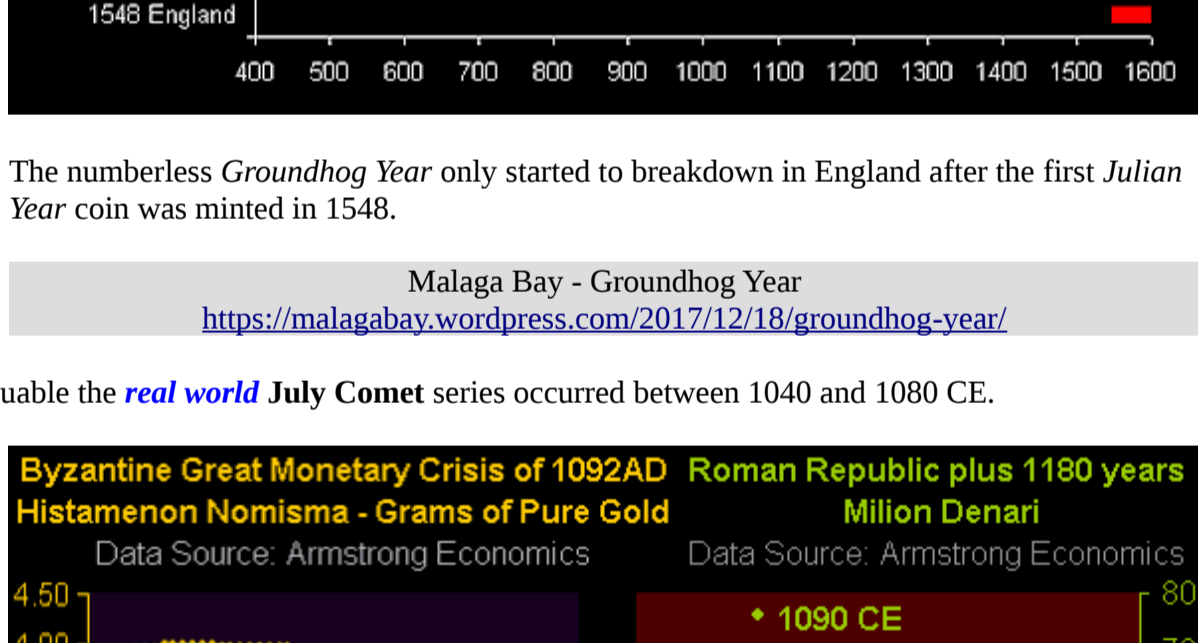 1548 England
400 500 600 700 800 900 1000 1100 1200 1300 1400 1500 1600
The numberless Groundhog Year only started to breakdown in England after the first Julian
Year coin was minted in 1548.
Malaga Bay - Groundhog Year
https://malagabay.wordpress.com/2017/12/18/groundhog-year/
uable the real world July Comet series occurred between 1040 and 1080 CE.
Byzantine Great Monetary Crisis of 1092AD
Histamenon Nomisma - Grams of Pure Gold
Data Source: Armstrong Economics
4.50
Roman Republic plus 1180 years
Milion Denari
Data Source: Armstrong Economics
80
1090 CE